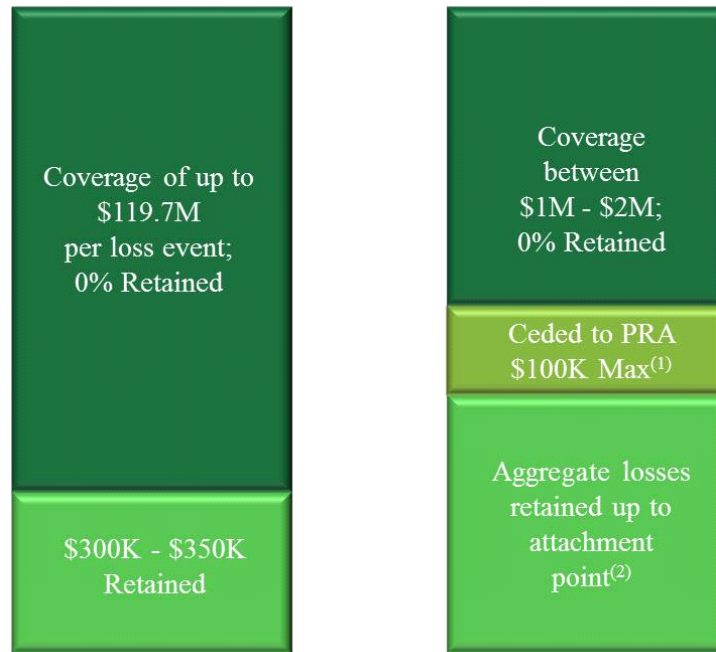 Coverage of up to
$119.7M
per loss event;
0% Retained
$300K - $350K
Retained
Coverage
between
$1M - $2M;
0% Retained
Ceded to PRA
$100K Max(1)
Aggregate losses
retained up to
attachment
point(2)